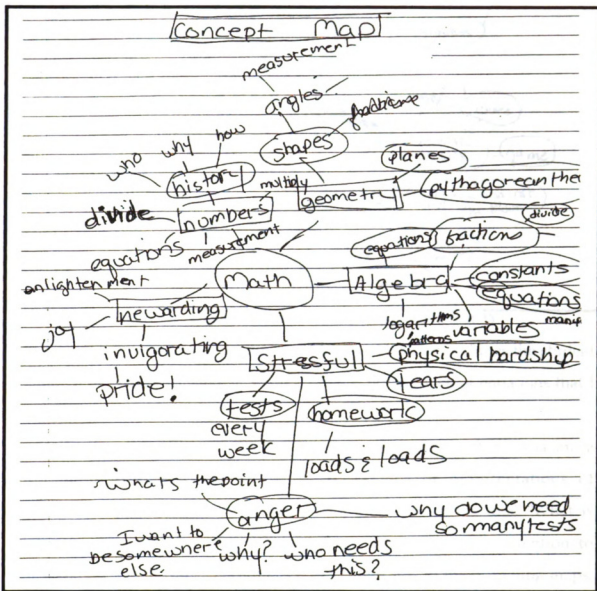 Concept Map
measurement
angles
shapes
who
why
how
history
multiply
planes
geometry
pythagorean the
divide
numbers
divide
equations
fractions
equations
measurement
enlightenment
Math
Algebra
constants
equations
joy
rewarding
logarithms
variables
invigorating
Stressful
physical hardship
pride!
tears
tests
homework
every
week
loads & loads
whats the point
anger
why do we need
so many tests
I want to
be somewhere
else
why?
who needs
this?